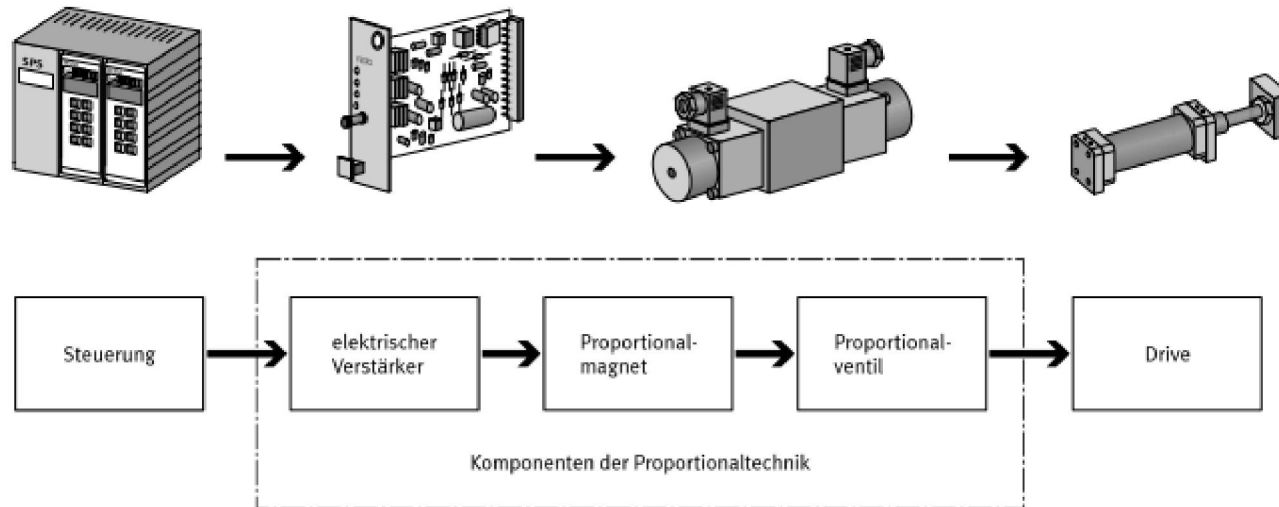 SPS
Steuerung
elektrischer
Verstärker
Proportional-
magnet
Proportional-
ventil
Drive
Komponenten der Proportionaltechnik